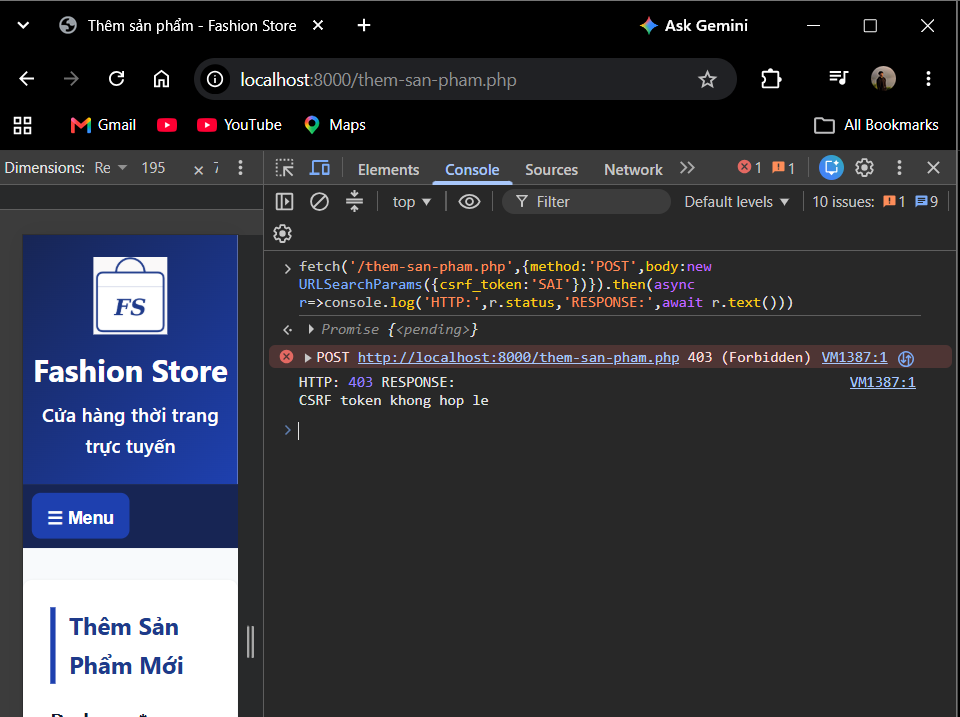 Thêm sản phẩm - Fashion Store
Ask Gemini
localhost:8000/them-san-pham.php
Gmail
YouTube
Maps
All Bookmarks
Dimensions: Re 195 × 7
Elements Console Sources Network 1 1
top Filter Default levels 10 issues: 1 9
FS
Fashion Store
Cửa hàng thời trang
trực tuyến
☰ Menu
Thêm Sản
Phẩm Mới
fetch('/them-san-pham.php',{method:'POST',body:new
URLSearchParams({csrf_token:'SAI'})}).then(async
r=>console.log('HTTP:',r.status,'RESPONSE:',await r.text()))
Promise {<pending>}
POST http://localhost:8000/them-san-pham.php 403 (Forbidden) VM1387:1
HTTP: 403 RESPONSE: VM1387:1
CSRF token khong hop le